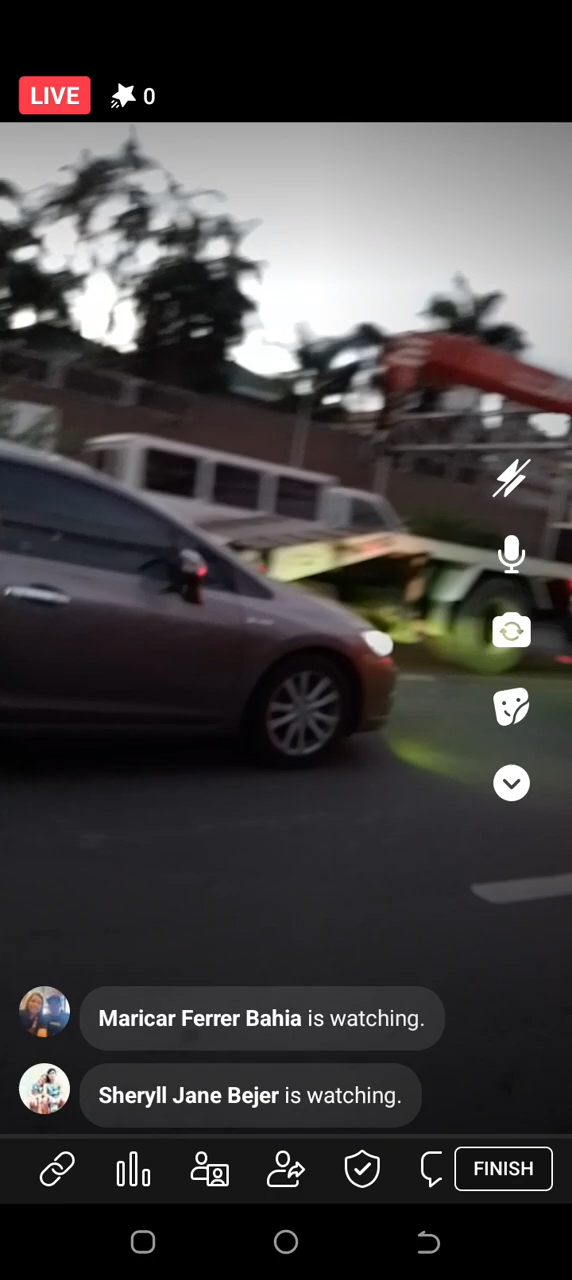 LIVE
0
Maricar Ferrer Bahia is watching.
Sheryll Jane Bejer is watching.
FINISH